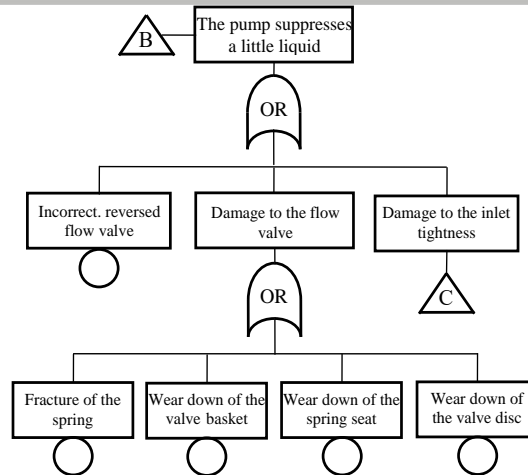 The pump suppresses
a little liquid
B
OR
Incorrect. reversed
flow valve
Damage to the flow
valve
Damage to the inlet
tightness
OR
C
Fracture of the
spring
Wear down of the
valve basket
Wear down of the
spring seat
Wear down of
the valve disc